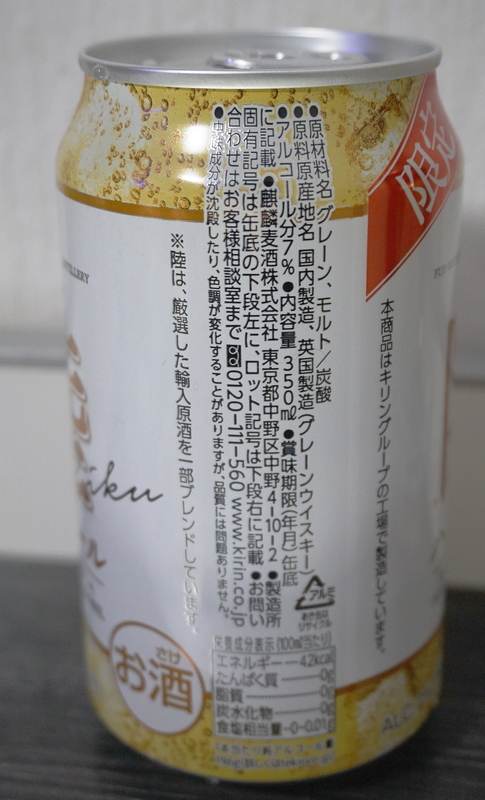 限定
本商品はキリングループの工場で製造しています。
●原材料名 グレーン、モルト/炭酸
●原料原産地名 国内製造、英国製造(グレーンウイスキー)
●アルコール分7% ●内容量 350㎖ ●賞味期限(年月) 缶底
に記載 ●麒麟麦酒株式会社 東京都中野区中野4-10-2 ●製造所
固有記号は缶底の下段左に、ロット記号は下段右に記載 ●お問い
合わせはお客様相談室まで 0120-111-560 www.kirin.co.jp
成分が沈殿したり、色調が変化することがありますが、品質には問題ありません。
※陸は、厳選した輸入原酒を一部ブレンドしています。
アルミ
あき缶は
リサイクル
栄養成分表示(100㎖当たり)
エネルギー 42kcal
たんぱく質 0g
脂質 0g
炭水化物 0g
食塩相当量 0~0.01g
さけ
お酒
ALC